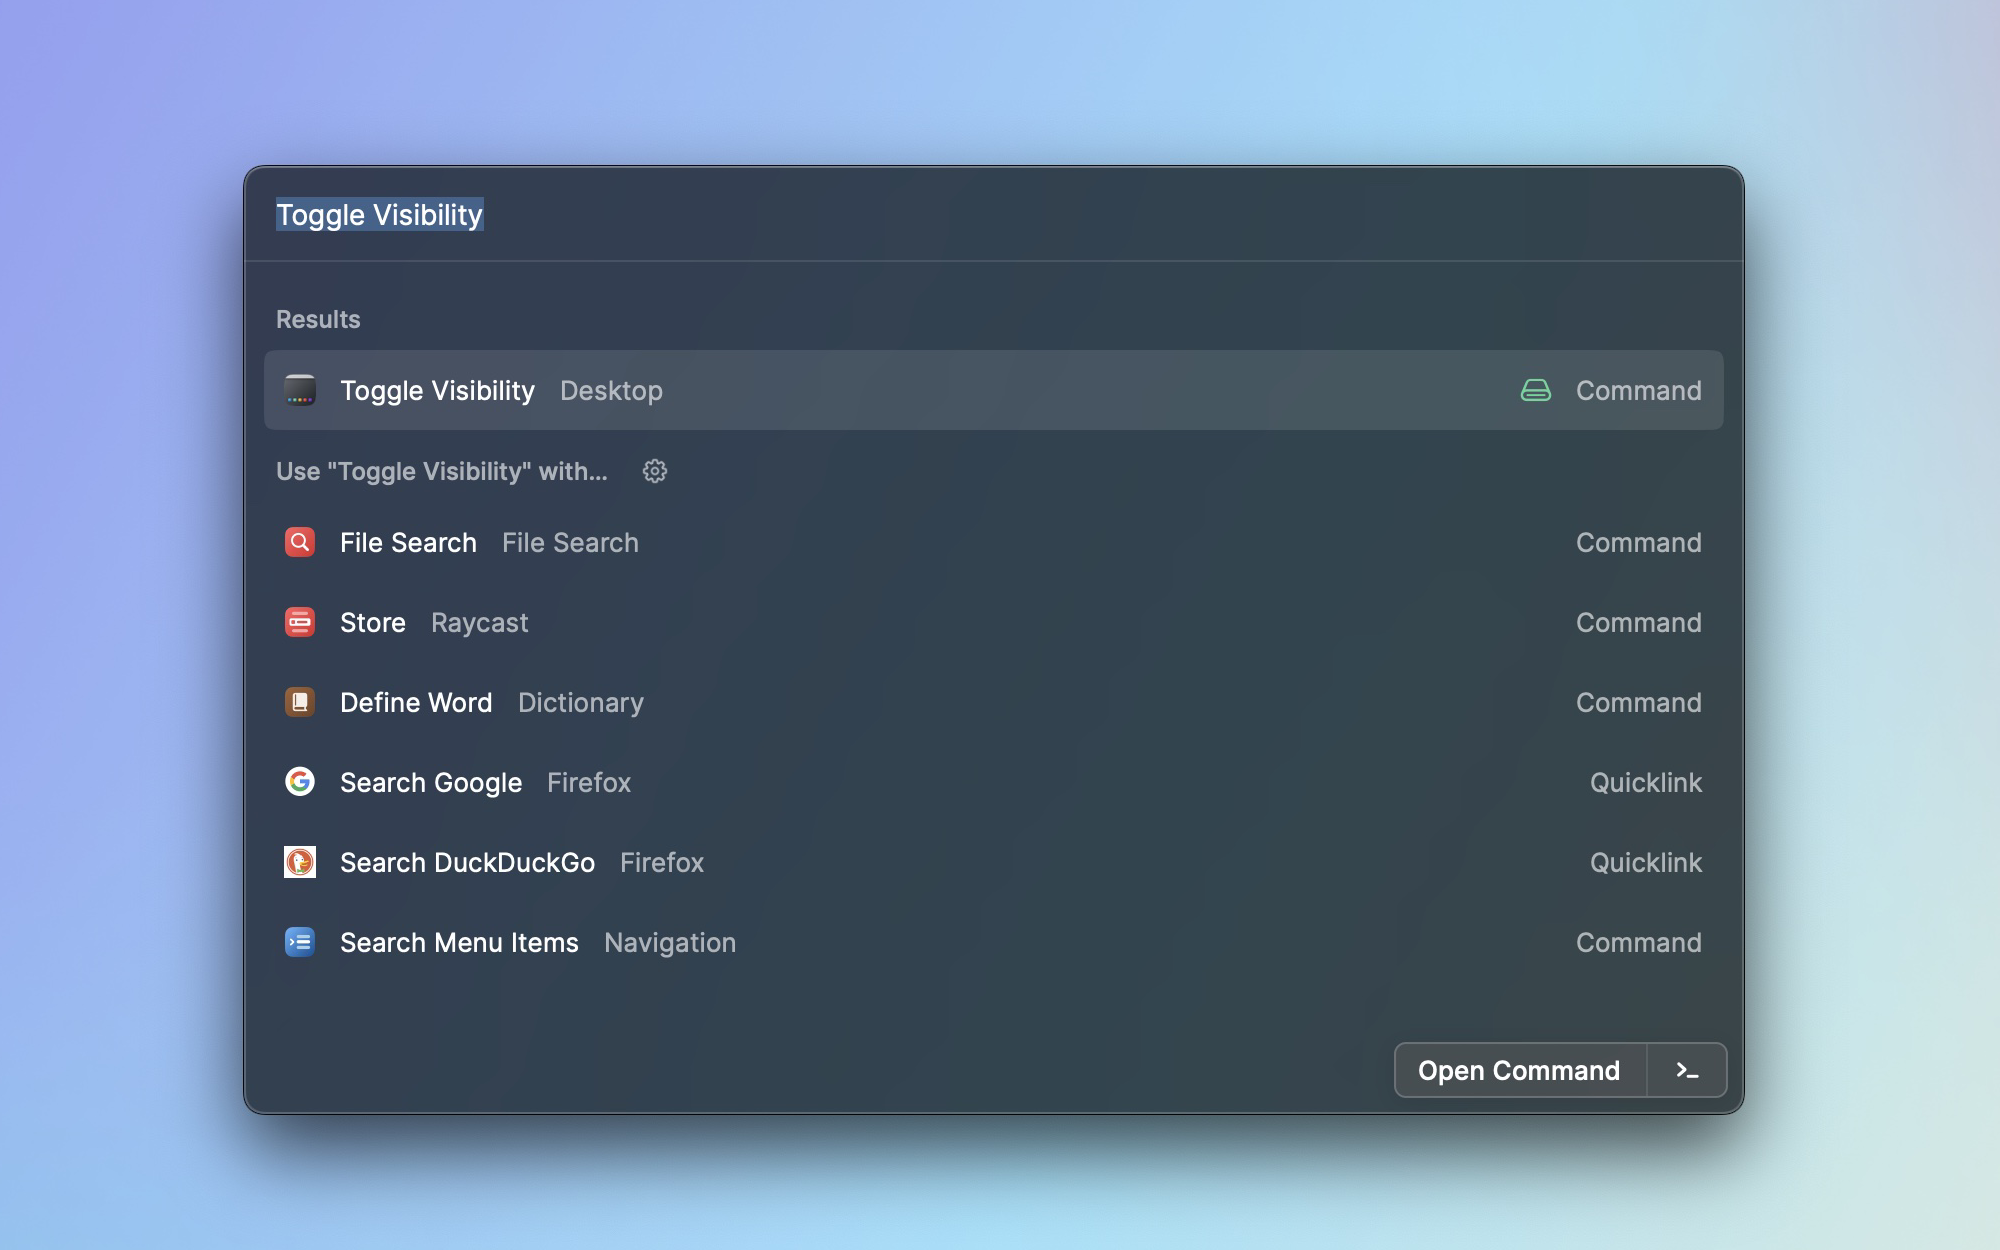 Toggle Visibility
Results
Toggle Visibility Desktop Command
Use "Toggle Visibility" with...
File Search File Search Command
Store Raycast Command
Define Word Dictionary Command
Search Google Firefox Quicklink
Search DuckDuckGo Firefox Quicklink
Search Menu Items Navigation Command
Open Command